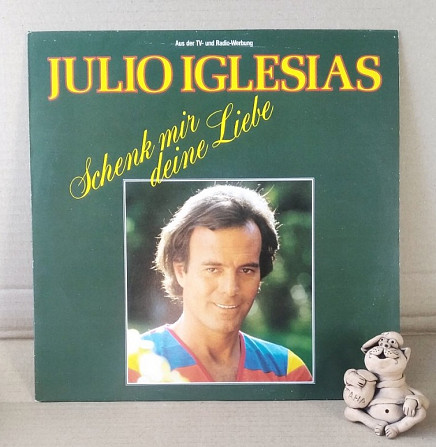 Aus der TV- und Radio-Werbung
JULIO IGLESIAS
Schenk mir
deine Liebe